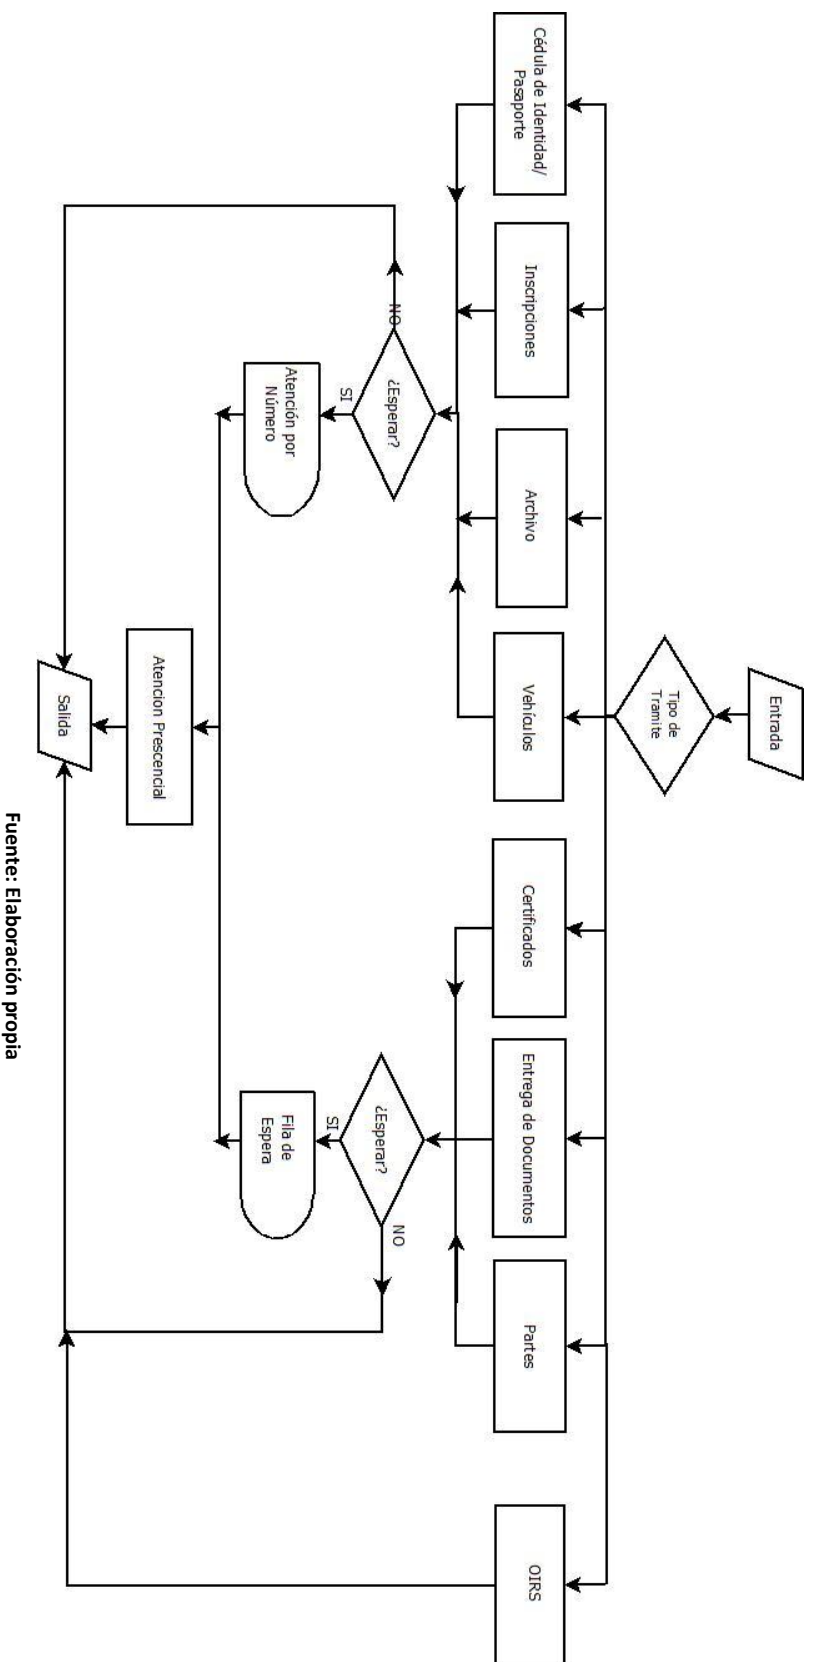 Entrada
Tipo de
Tramite
Cédula de Identidad/
Pasaporte
Inscripciones
Archivo
Vehículos
Certificados
Entrega de Documentos
Partes
OIRS
¿Esperar?
NO
SI
¿Esperar?
NO
SI
Atención por
Número
Fila de
Espera
Atencion Prescencial
Salida
Fuente: Elaboración propia